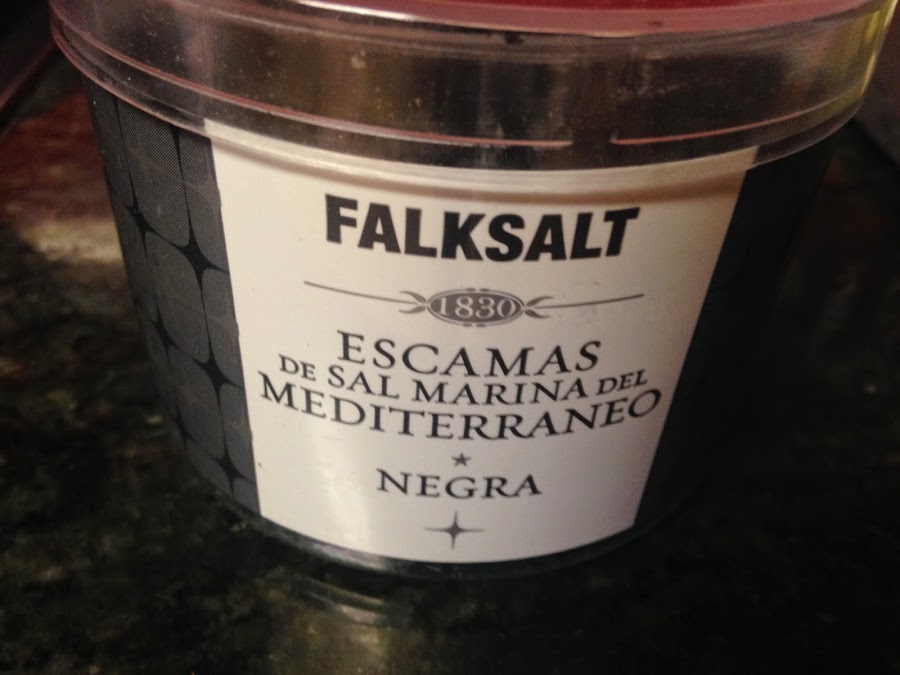 FALKSALT
1830
ESCAMAS
DE SAL MARINA DEL
MEDITERRANEO
NEGRA